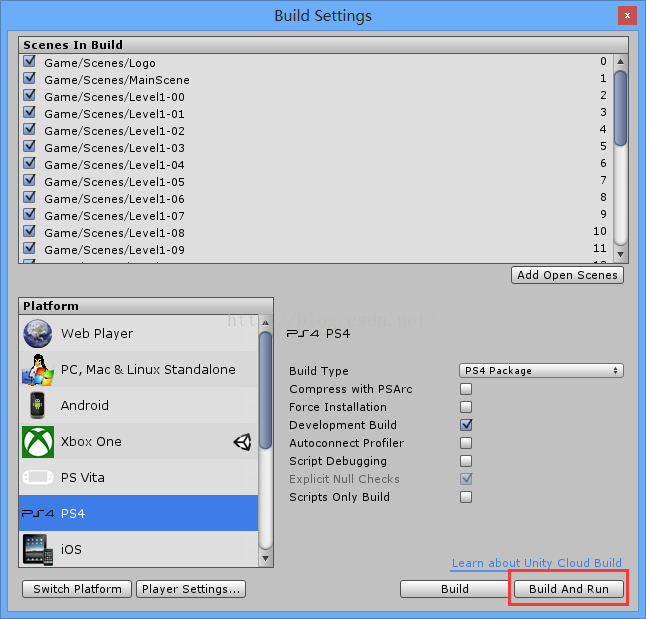 Build Settings
x
Scenes In Build
Game/Scenes/Logo 0
Game/Scenes/MainScene 1
Game/Scenes/Level1-00 2
Game/Scenes/Level1-01 3
Game/Scenes/Level1-02 4
Game/Scenes/Level1-03 5
Game/Scenes/Level1-04 6
Game/Scenes/Level1-05 7
Game/Scenes/Level1-06 8
Game/Scenes/Level1-07 9
Game/Scenes/Level1-08 10
Game/Scenes/Level1-09 11
Add Open Scenes
Platform
Web Player
PC, Mac & Linux Standalone
Android
Xbox One
PS Vita
PS4 PS4
iOS
PS4 PS4
Build Type PS4 Package
Compress with PSArc
Force Installation
Development Build
Autoconnect Profiler
Script Debugging
Explicit Null Checks
Scripts Only Build
Learn about Unity Cloud Build
Switch Platform Player Settings... Build Build And Run